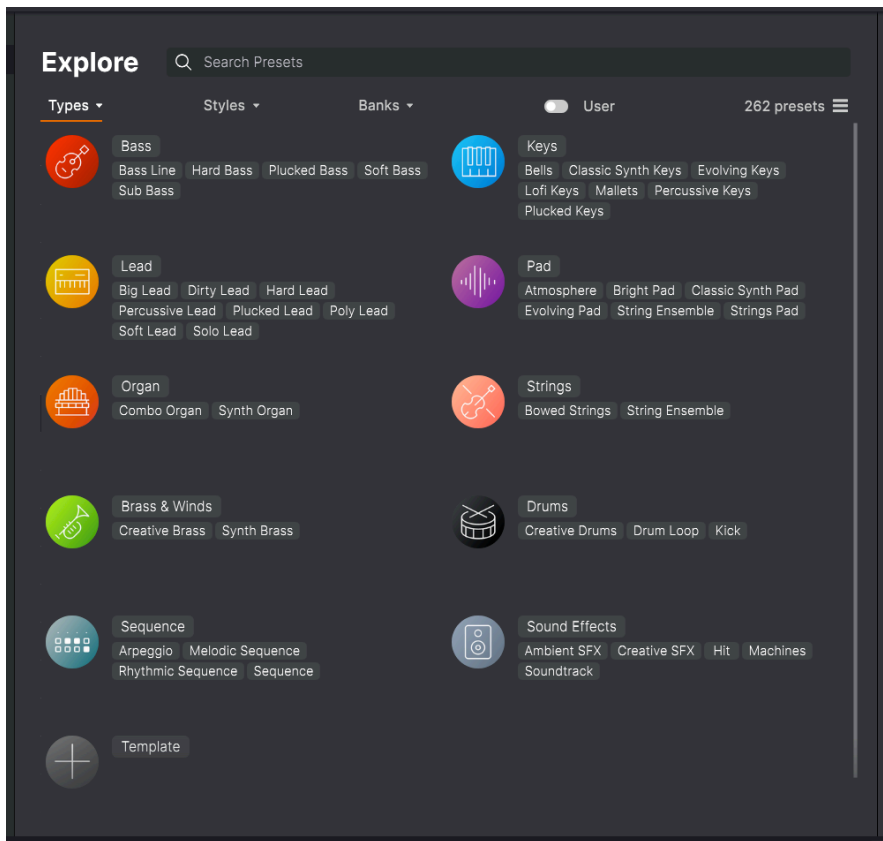 Explore
Search Presets
Types
Styles
Banks
User
262 presets
Bass
Bass Line Hard Bass Plucked Bass Soft Bass
Sub Bass
Keys
Bells Classic Synth Keys Evolving Keys
Lofi Keys Mallets Percussive Keys
Plucked Keys
Lead
Big Lead Dirty Lead Hard Lead
Percussive Lead Plucked Lead Poly Lead
Soft Lead Solo Lead
Pad
Atmosphere Bright Pad Classic Synth Pad
Evolving Pad String Ensemble Strings Pad
Organ
Combo Organ Synth Organ
Strings
Bowed Strings String Ensemble
Brass & Winds
Creative Brass Synth Brass
Drums
Creative Drums Drum Loop Kick
Sequence
Arpeggio Melodic Sequence
Rhythmic Sequence Sequence
Sound Effects
Ambient SFX Creative SFX Hit Machines
Soundtrack
Template